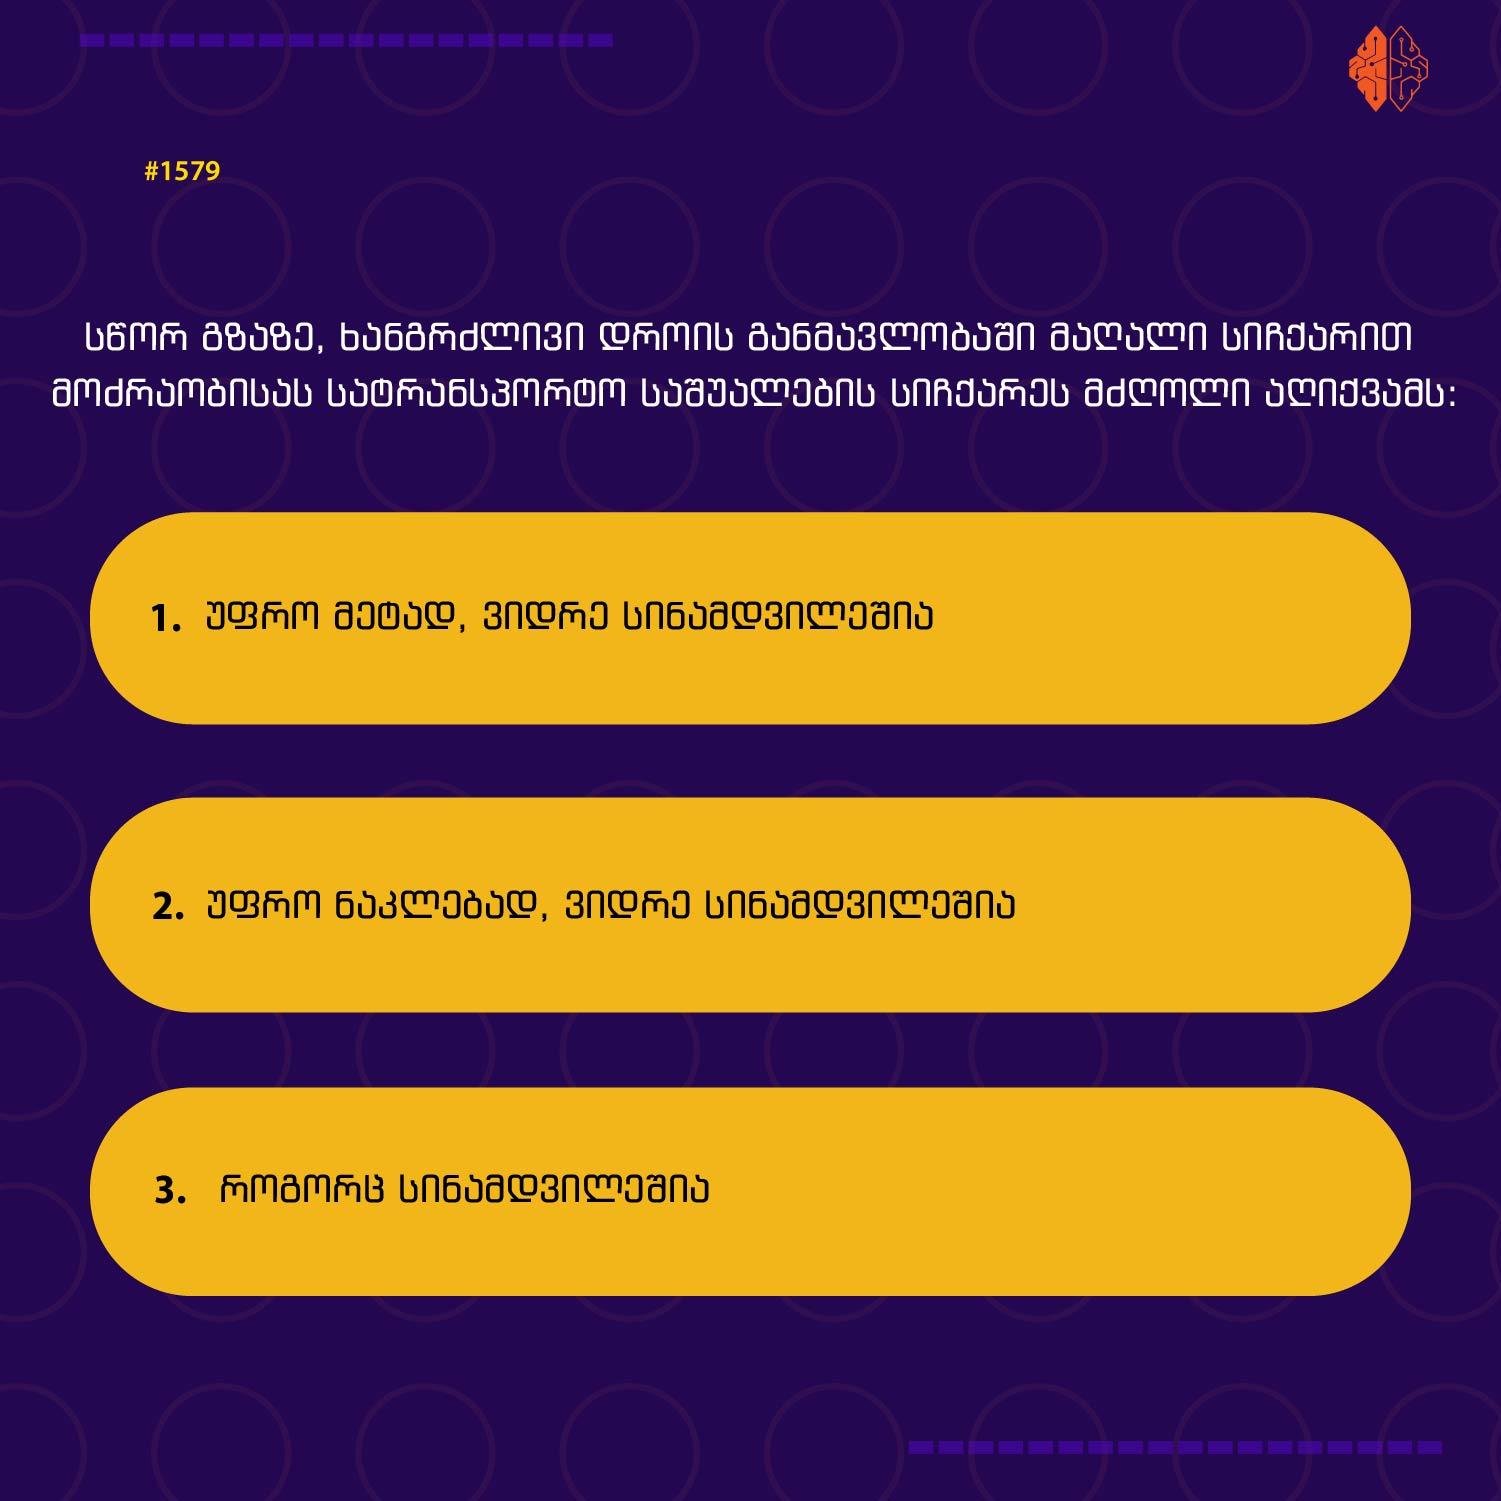 #1579
სწორ გზაზე, ხანგრძლივი დროის განმავლობაში მაღალი სიჩქარით
მოძრაობისას სატრანსპორტო საშუალების სიჩქარეს მძღოლი აღიქვამს:
1. უფრო მეტად, ვიდრე სინამდვილეშია
2. უფრო ნაკლებად, ვიდრე სინამდვილეშია
3. როგორც სინამდვილეშია